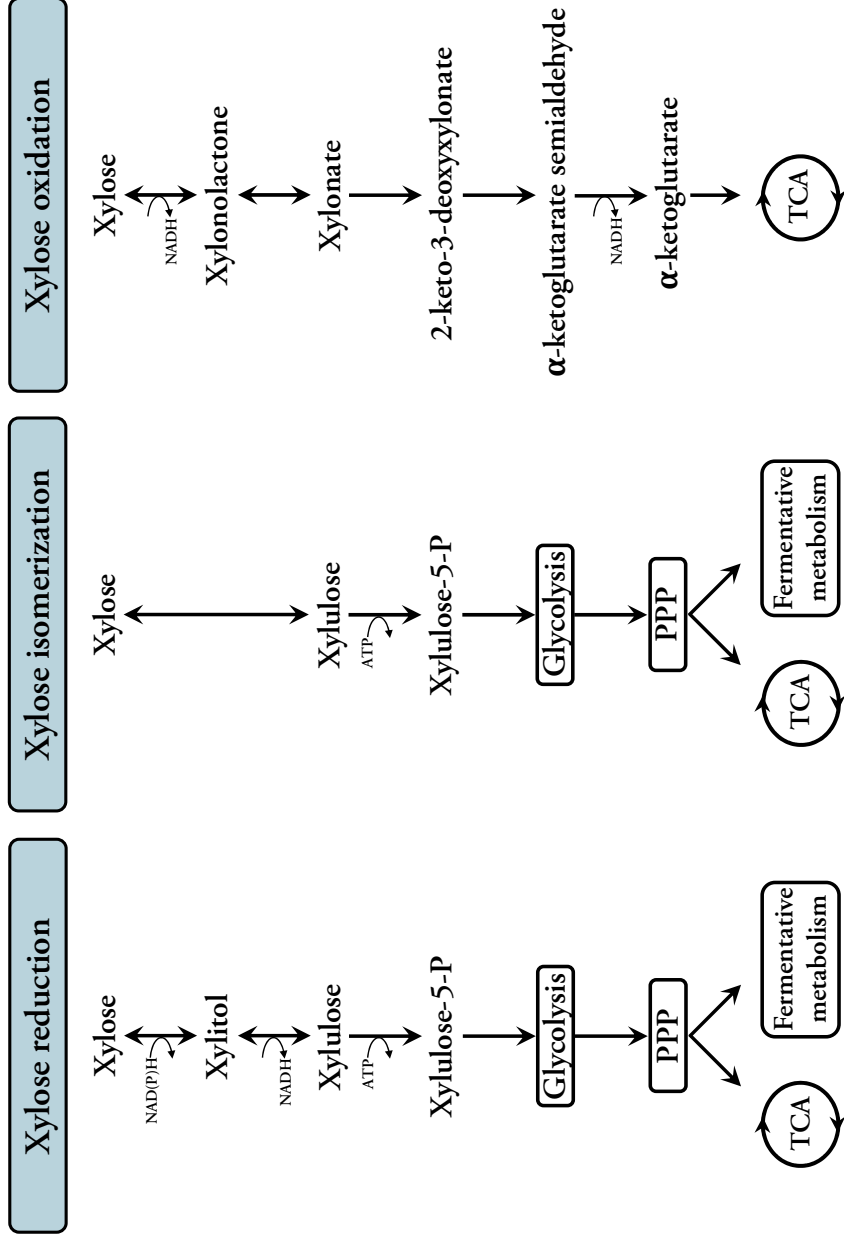 Xylose reduction
Xylose
NAD(P)H
Xylitol
NADH
Xylulose
ATP
Xylulose-5-P
Glycolysis
PPP
TCA
Fermentative
metabolism
Xylose isomerization
Xylose
Xylulose
ATP
Xylulose-5-P
Glycolysis
PPP
TCA
Fermentative
metabolism
Xylose oxidation
Xylose
NADH
Xylonolactone
Xylonate
2-keto-3-deoxyxylonate
α-ketoglutarate semialdehyde
NADH
α-ketoglutarate
TCA